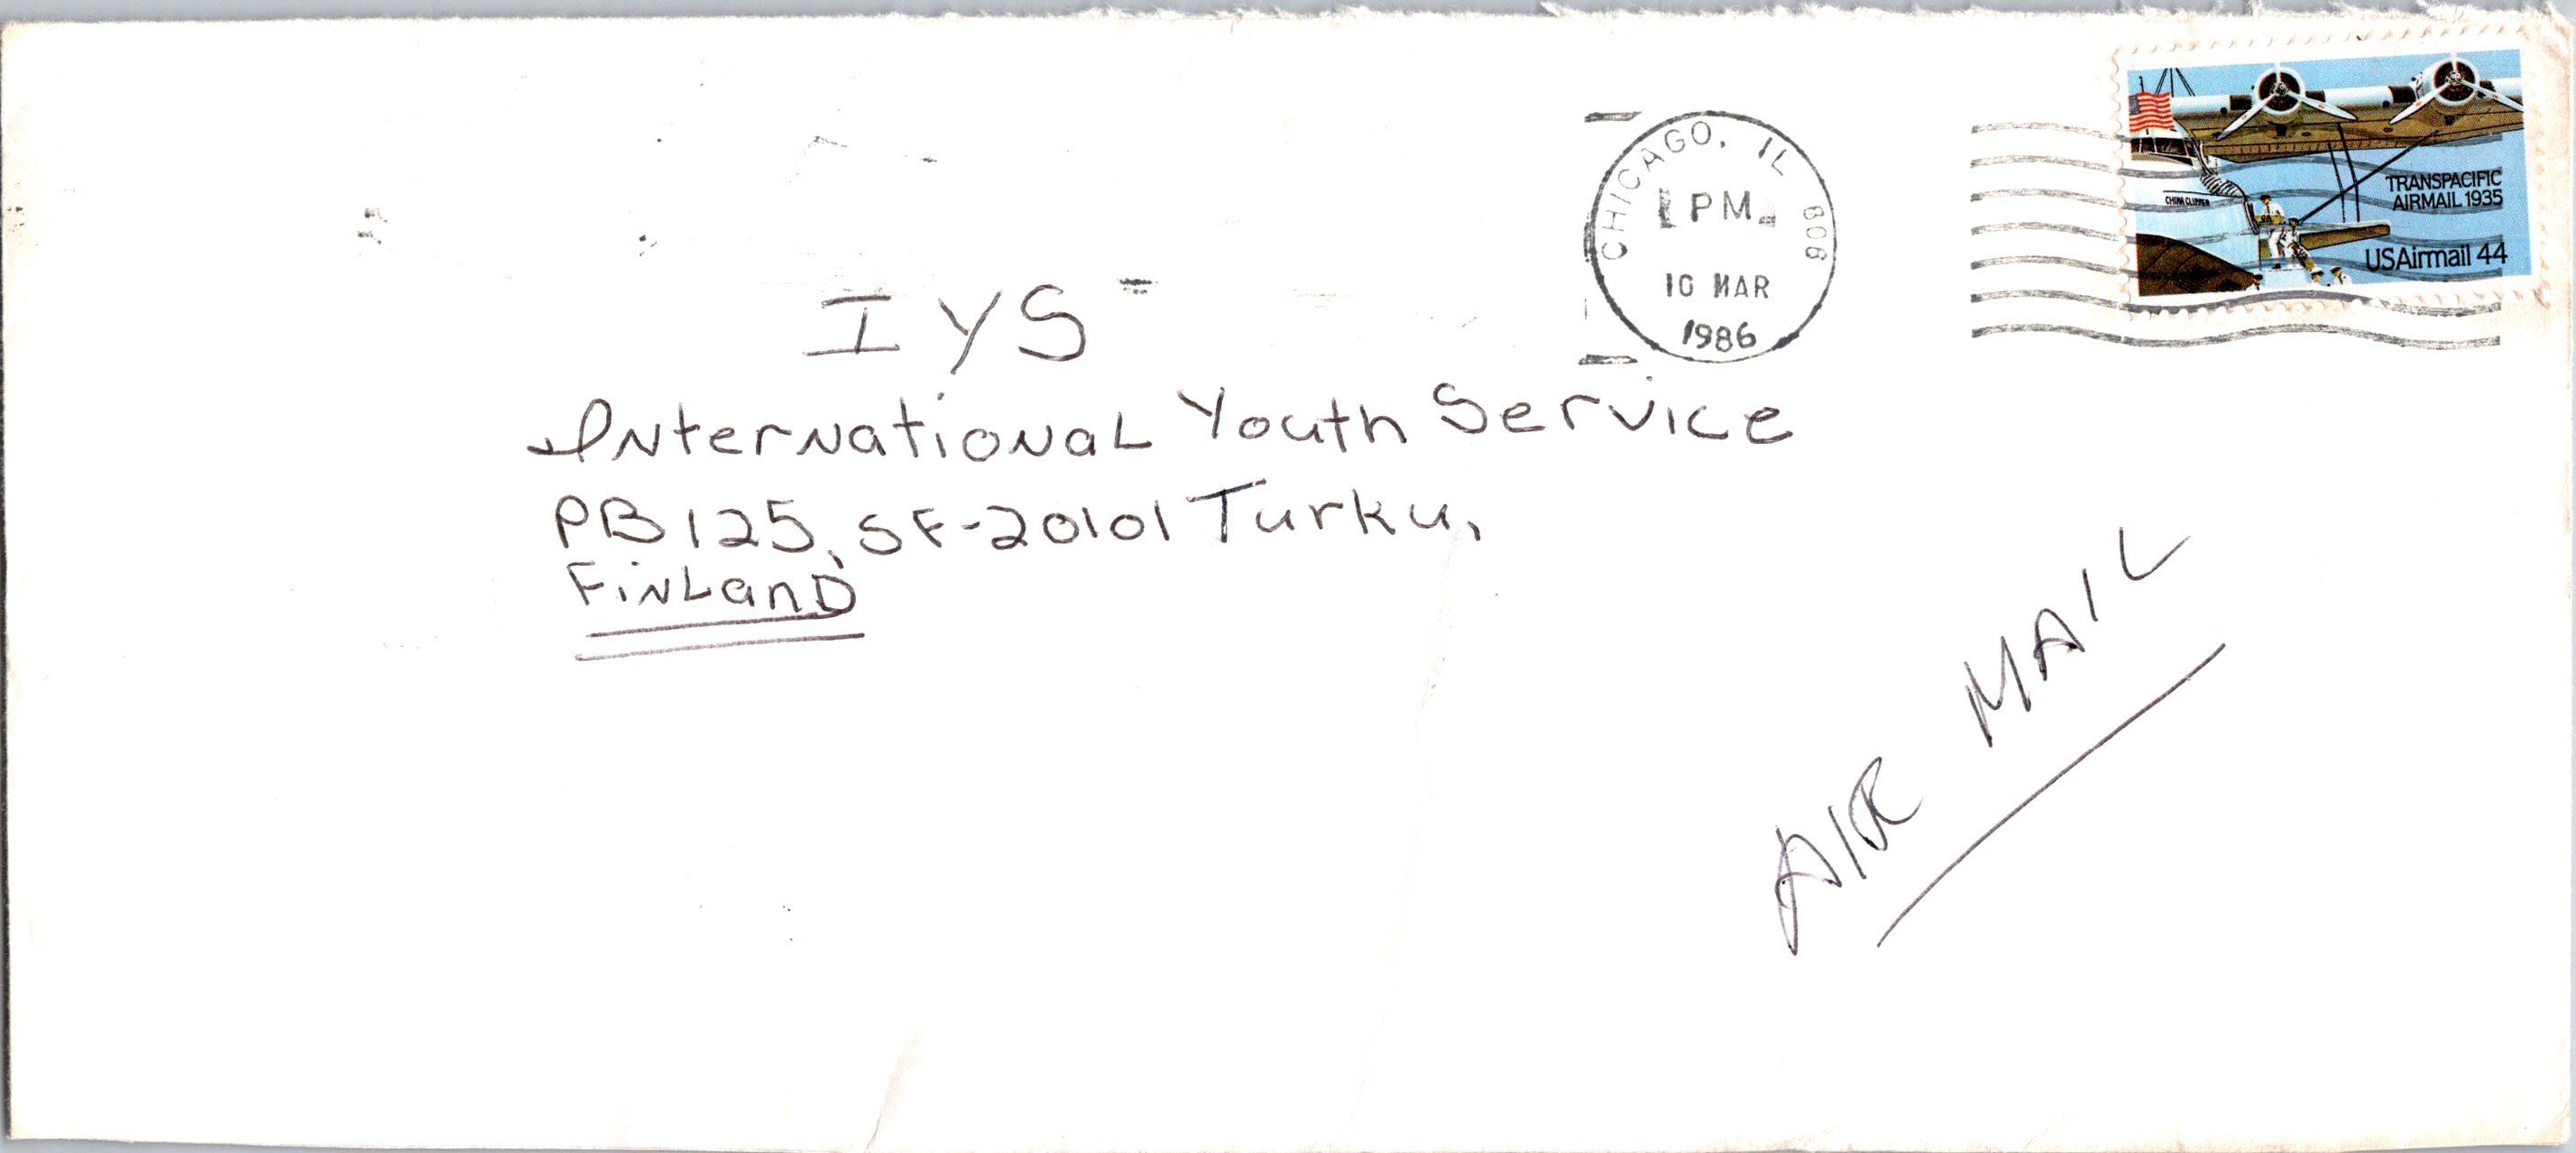 CHICAGO, IL 606
PM
10 MAR
1986
TRANSPACIFIC
AIRMAIL 1935
CHINA CLIPPER
USAirmail 44
IYS
International Youth Service
PB 125, SF-20101 Turku,
Finland
AIR MAIL